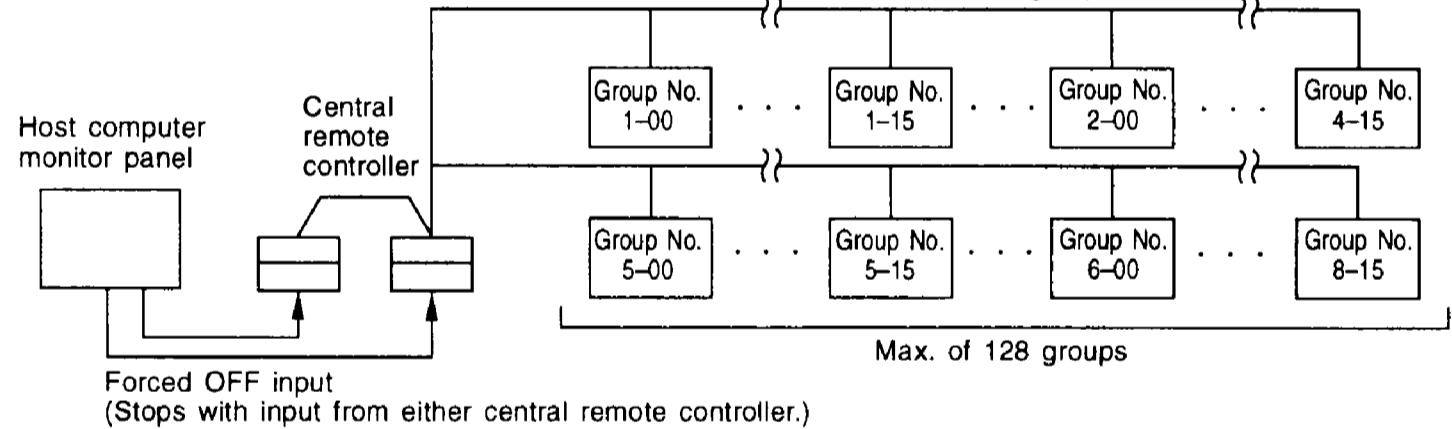 Host computer
monitor panel
Central
remote
controller
Group No.
1–00
Group No.
1–15
Group No.
2–00
Group No.
4–15
Group No.
5–00
Group No.
5–15
Group No.
6–00
Group No.
8–15
Max. of 128 groups
Forced OFF input
(Stops with input from either central remote controller.)